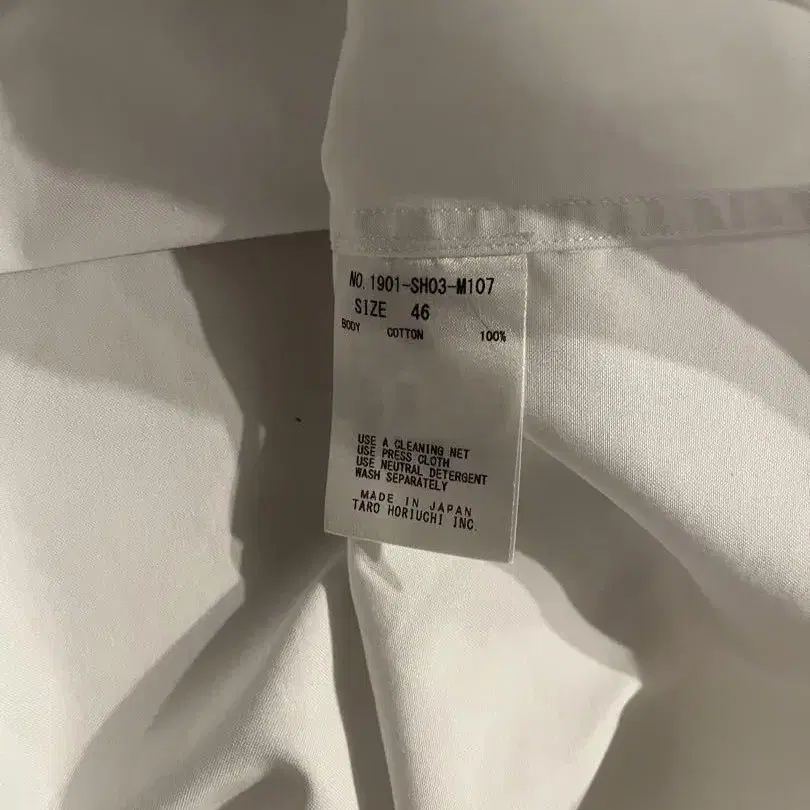 NO. 1901-SH03-M107
SIZE 46
BODY COTTON 100%
USE A CLEANING NET
USE PRESS CLOTH
USE NEUTRAL DETERGENT
WASH SEPARATELY
MADE IN JAPAN
TARO HORIUCHI INC.